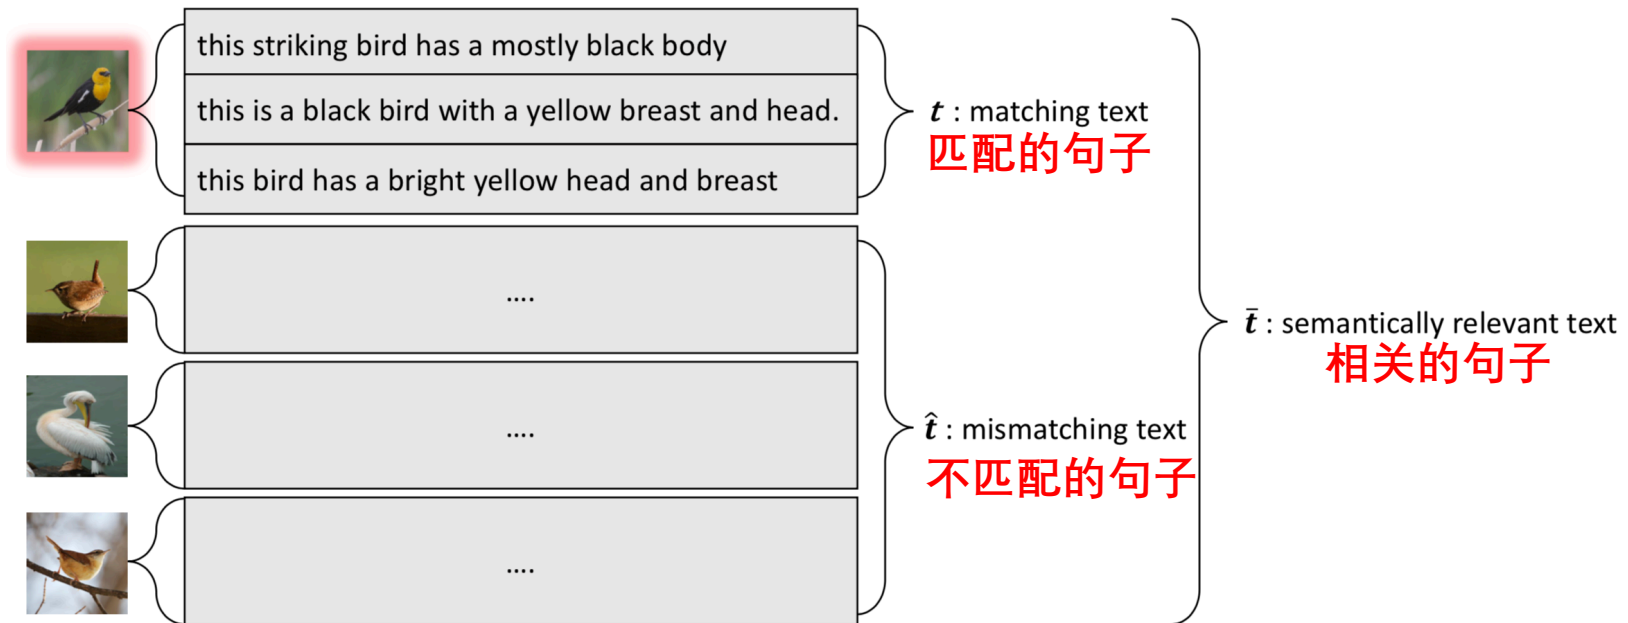 this striking bird has a mostly black body
this is a black bird with a yellow breast and head.
this bird has a bright yellow head and breast
t : matching text
匹配的句子
....
....
....
t̂ : mismatching text
不匹配的句子
t̄ : semantically relevant text
相关的句子